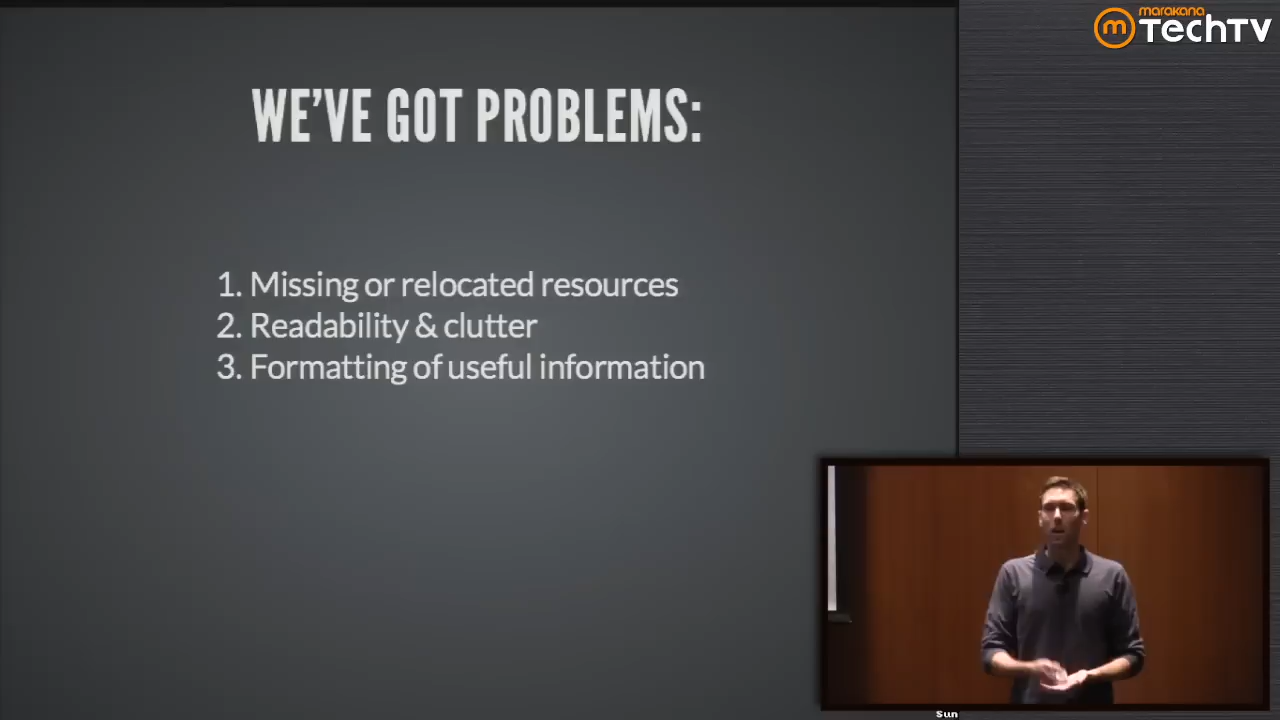 marakana
TechTV
WE'VE GOT PROBLEMS:
1. Missing or relocated resources
2. Readability & clutter
3. Formatting of useful information
Sun